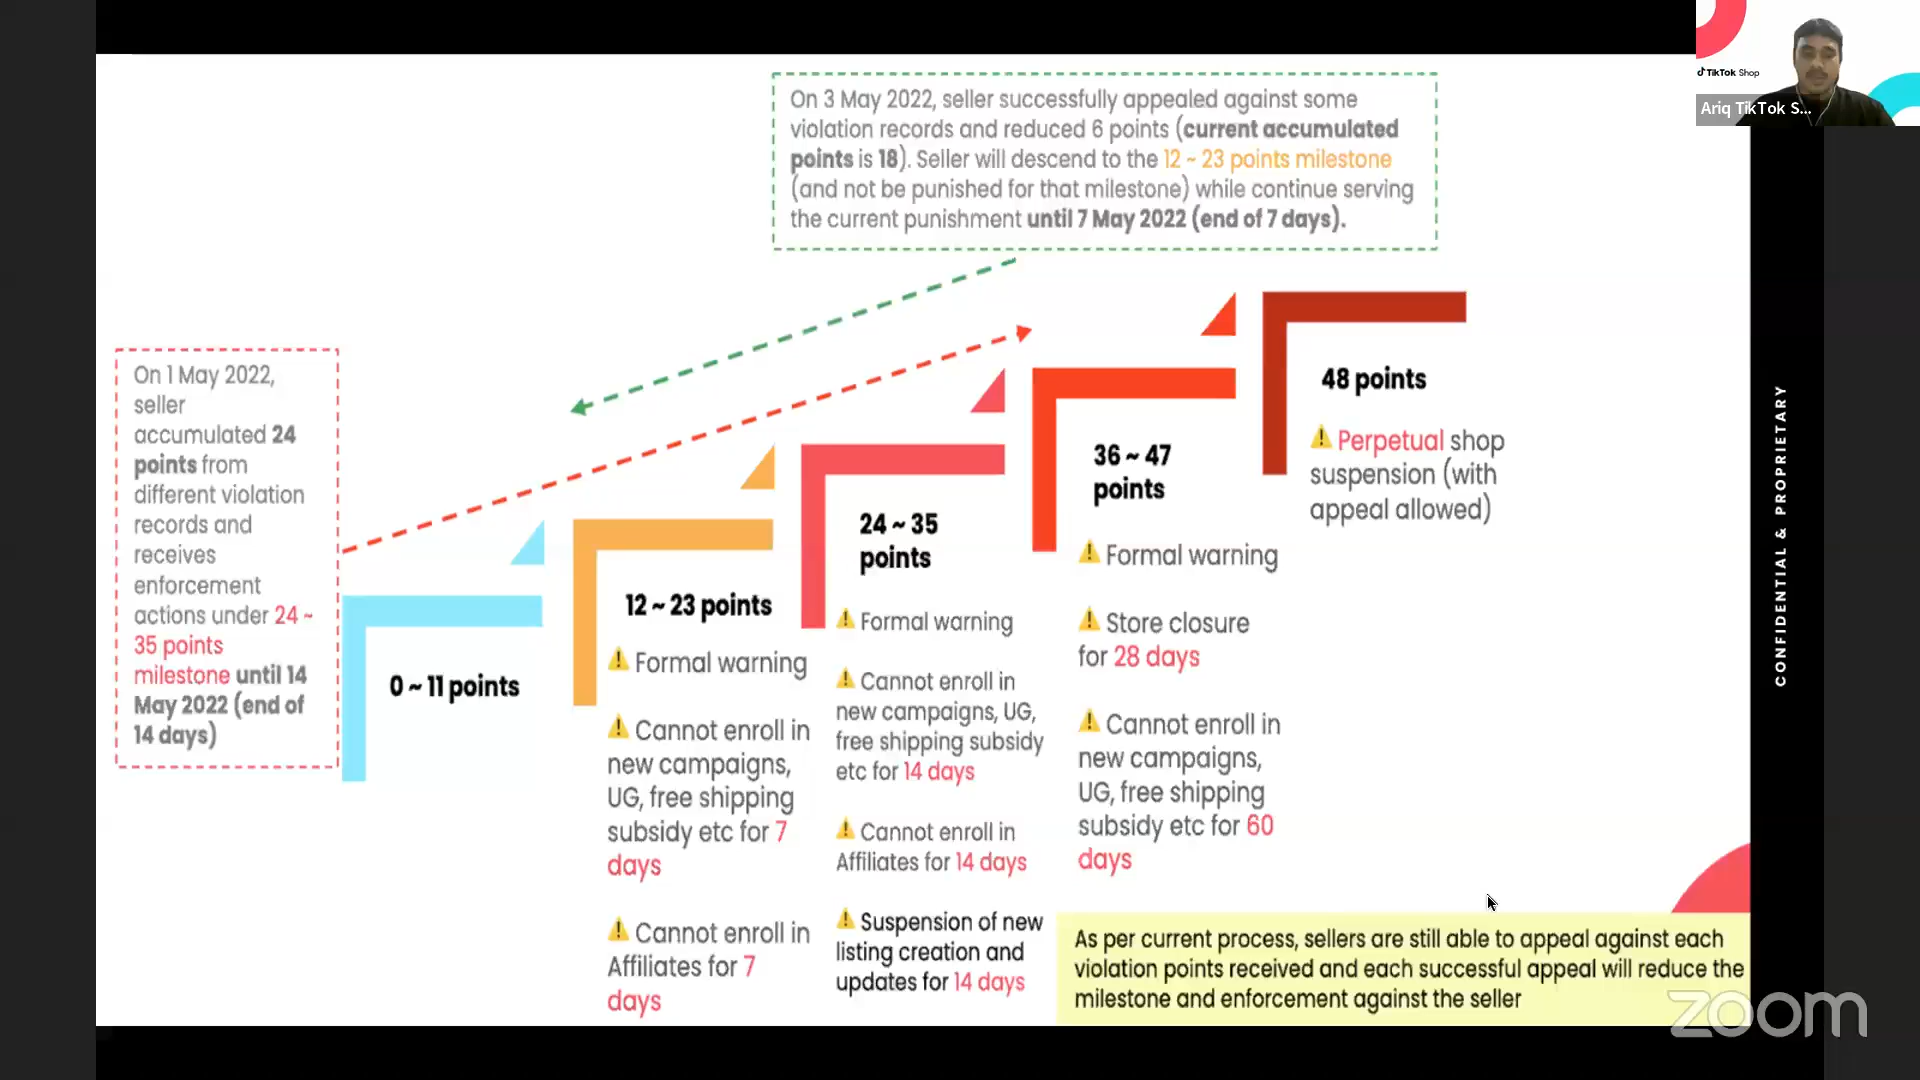 On 3 May 2022, seller successfully appealed against some
violation records and reduced 6 points (current accumulated
points is 18). Seller will descend to the 12 ~ 23 points milestone
(and not be punished for that milestone) while continue serving
the current punishment until 7 May 2022 (end of 7 days).
TikTok Shop
Ariq TikTok S...
On 1 May 2022,
seller
accumulated 24
points from
different violation
records and
receives
enforcement
actions under 24 ~
35 points
milestone until 14
May 2022 (end of
14 days)
0 ~ 11 points
12 ~ 23 points
Formal warning
Cannot enroll in
new campaigns,
UG, free shipping
subsidy etc for 7
days
Cannot enroll in
Affiliates for 7
days
24 ~ 35
points
Formal warning
Cannot enroll in
new campaigns, UG,
free shipping subsidy
etc for 14 days
Cannot enroll in
Affiliates for 14 days
Suspension of new
listing creation and
updates for 14 days
36 ~ 47
points
Formal warning
Store closure
for 28 days
Cannot enroll in
new campaigns,
UG, free shipping
subsidy etc for 60
days
48 points
Perpetual shop
suspension (with
appeal allowed)
As per current process, sellers are still able to appeal against each
violation points received and each successful appeal will reduce the
milestone and enforcement against the seller
CONFIDENTIAL & PROPRIETARY
zoom